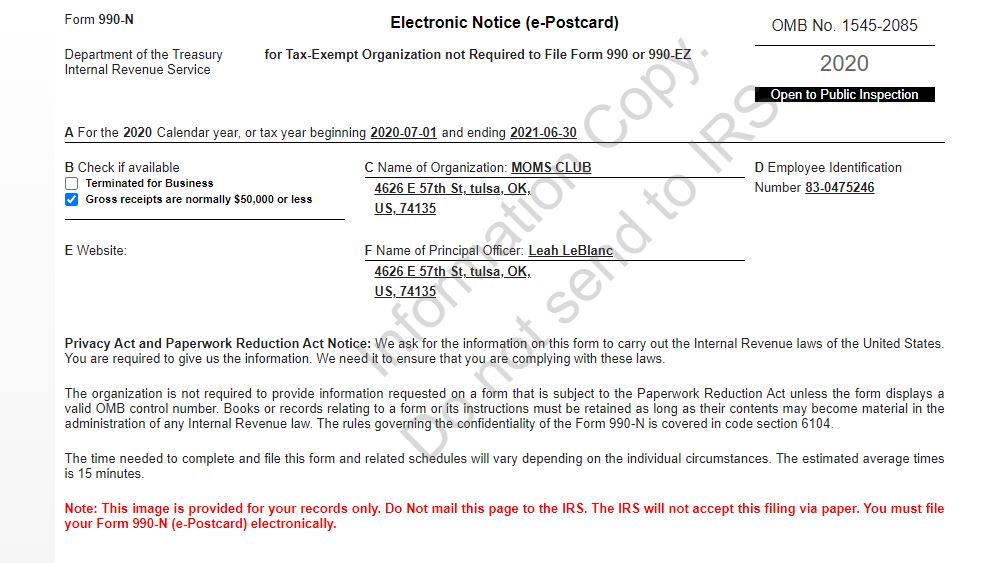 Form 990-N
Electronic Notice (e-Postcard)
OMB No. 1545-2085
Department of the Treasury
Internal Revenue Service
for Tax-Exempt Organization not Required to File Form 990 or 990-EZ
2020
Open to Public Inspection
A For the 2020 Calendar year, or tax year beginning 2020-07-01 and ending 2021-06-30
B Check if available
Terminated for Business
Gross receipts are normally $50,000 or less
C Name of Organization: MOMS CLUB
4626 E 57th St, tulsa, OK,
US, 74135
D Employee Identification
Number 83-0475246
E Website:
F Name of Principal Officer: Leah LeBlanc
4626 E 57th St, tulsa, OK,
US, 74135
Privacy Act and Paperwork Reduction Act Notice: We ask for the information on this form to carry out the Internal Revenue laws of the United States.
You are required to give us the information. We need it to ensure that you are complying with these laws.
The organization is not required to provide information requested on a form that is subject to the Paperwork Reduction Act unless the form displays a
valid OMB control number. Books or records relating to a form or its instructions must be retained as long as their contents may become material in the
administration of any Internal Revenue law. The rules governing the confidentiality of the Form 990-N is covered in code section 6104.
The time needed to complete and file this form and related schedules will vary depending on the individual circumstances. The estimated average times
is 15 minutes.
Note: This image is provided for your records only. Do Not mail this page to the IRS. The IRS will not accept this filing via paper. You must file
your Form 990-N (e-Postcard) electronically.
Information Copy.
Do not send to IRS